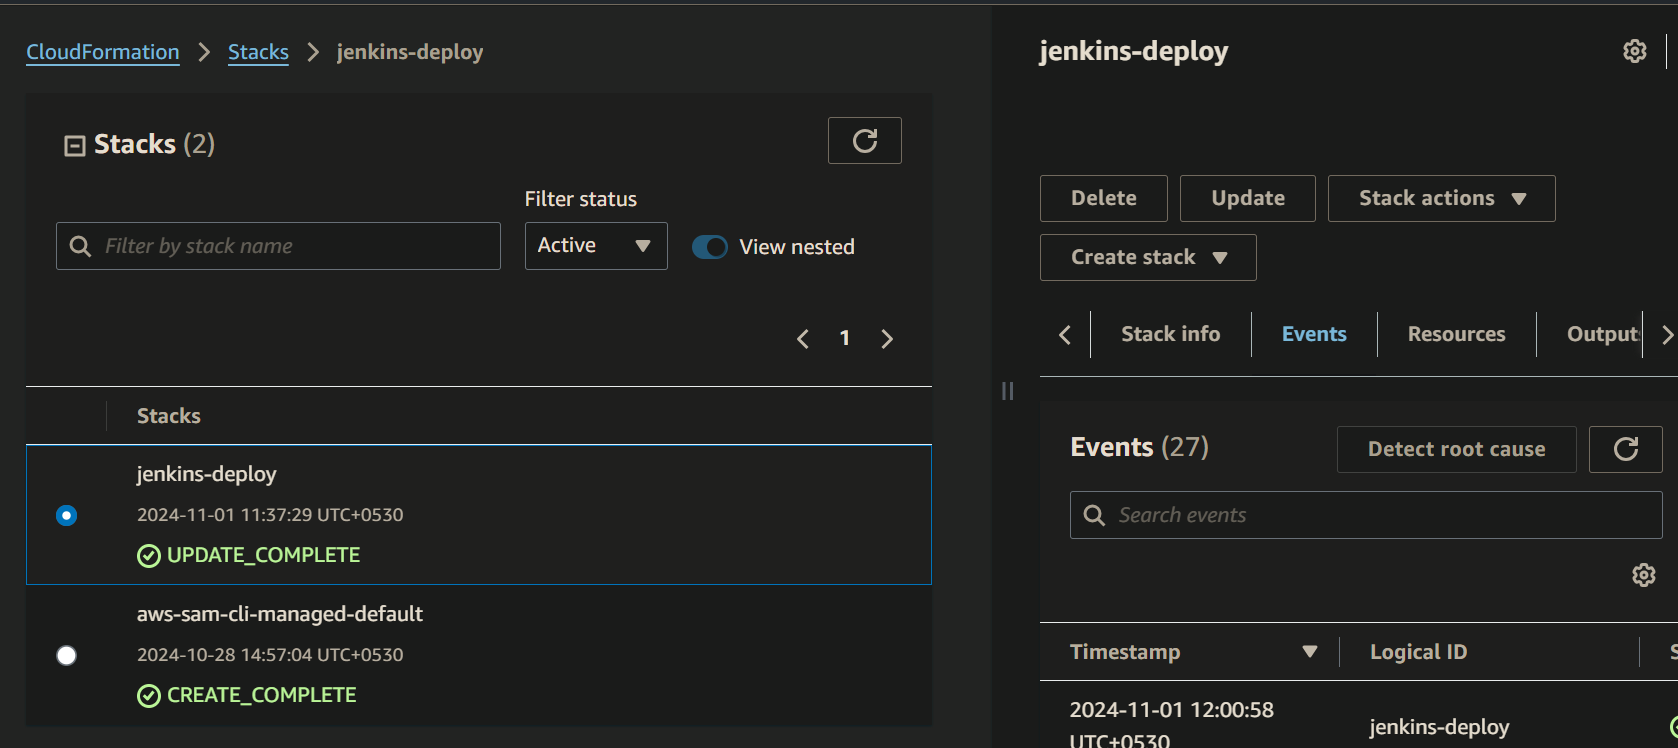 CloudFormation > Stacks > jenkins-deploy
Stacks (2)
Filter status
Filter by stack name
Active
View nested
1
Stacks
jenkins-deploy
2024-11-01 11:37:29 UTC+0530
UPDATE_COMPLETE
aws-sam-cli-managed-default
2024-10-28 14:57:04 UTC+0530
CREATE_COMPLETE
jenkins-deploy
Delete Update Stack actions
Create stack
Stack info Events Resources Output
Events (27) Detect root cause
Search events
Timestamp Logical ID S
2024-11-01 12:00:58
UTC+0530
jenkins-deploy